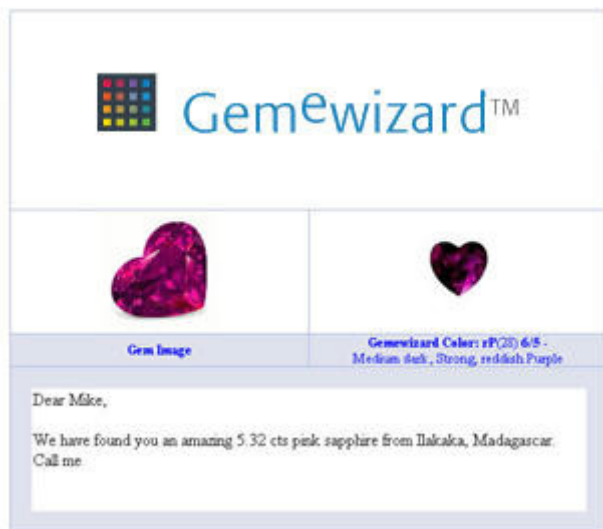 Gemewizard™
Gem Image
Gemewizard Color: rP(28) 6/5 -
Medium dark, Strong, reddish Purple
Dear Mike,
We have found you an amazing 5.32 cts pink sapphire from Ilakaka, Madagascar.
Call me